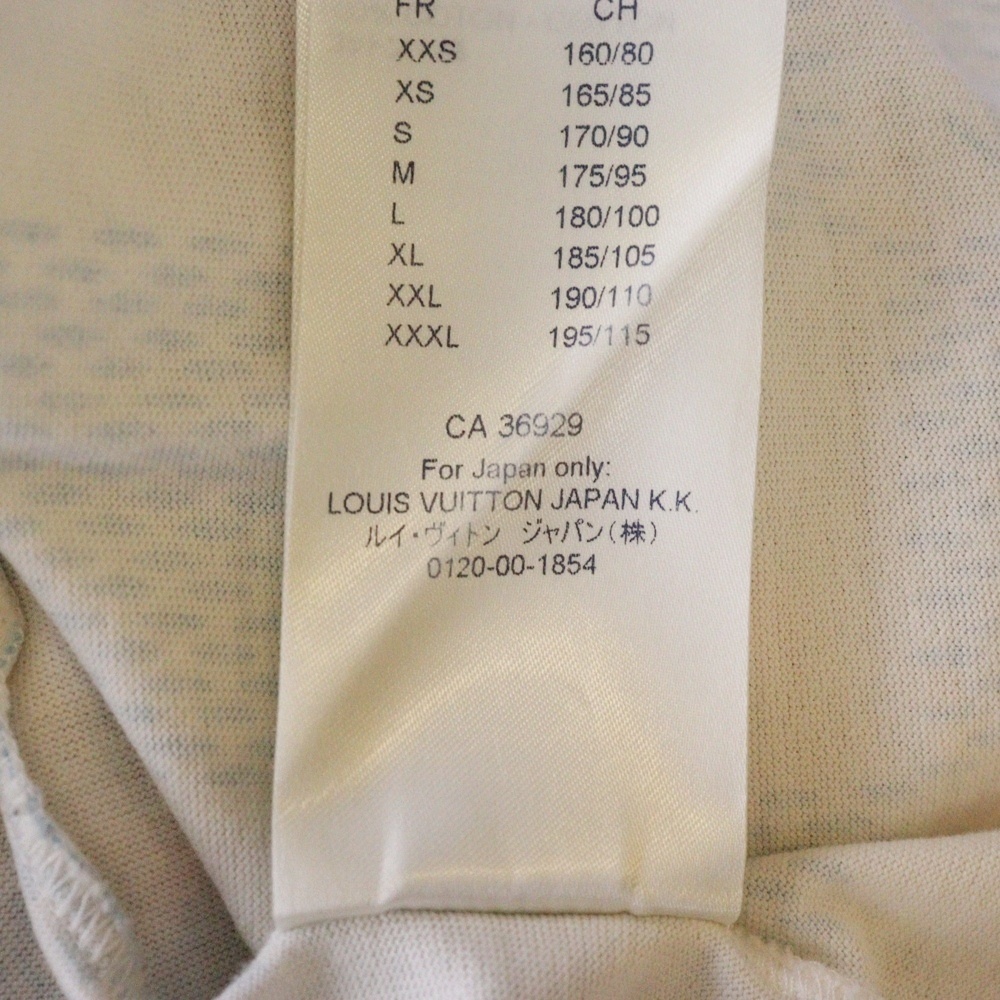 FR CH
XXS 160/80
XS 165/85
S 170/90
M 175/95
L 180/100
XL 185/105
XXL 190/110
XXXL 195/115
CA 36929
For Japan only:
LOUIS VUITTON JAPAN K.K.
ルイ・ヴィトン ジャパン(株)
0120-00-1854